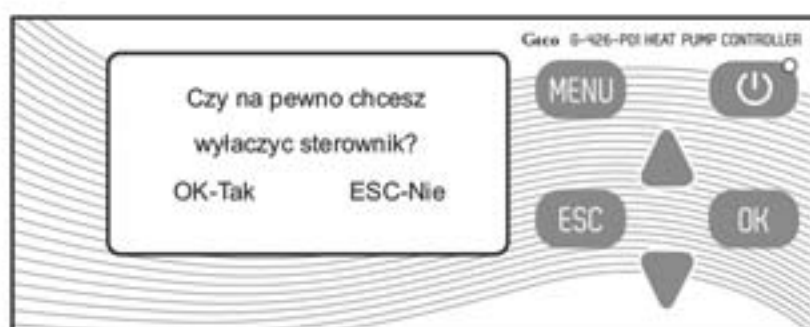 Geco G-426-P01 HEAT PUMP CONTROLLER
Czy na pewno chcesz
wyłaczyc sterownik?
OK-Tak ESC-Nie
MENU
ESC OK